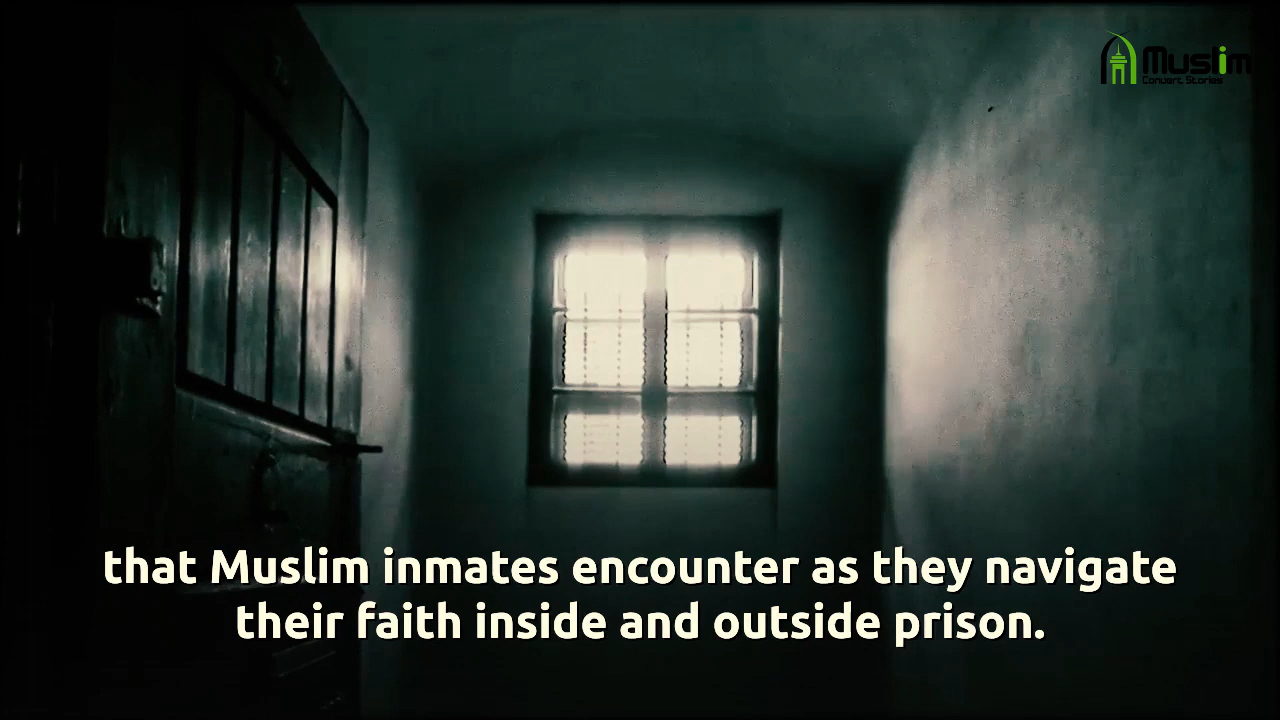 Muslim
Convert Stories
that Muslim inmates encounter as they navigate
their faith inside and outside prison.